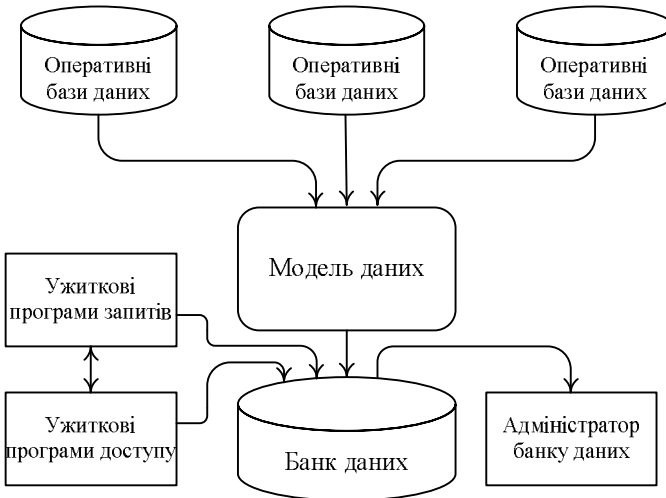 Оперативні
бази даних
Оперативні
бази даних
Оперативні
бази даних
Модель даних
Ужиткові
програми запитів
Ужиткові
програми доступу
Банк даних
Адміністратор
банку даних